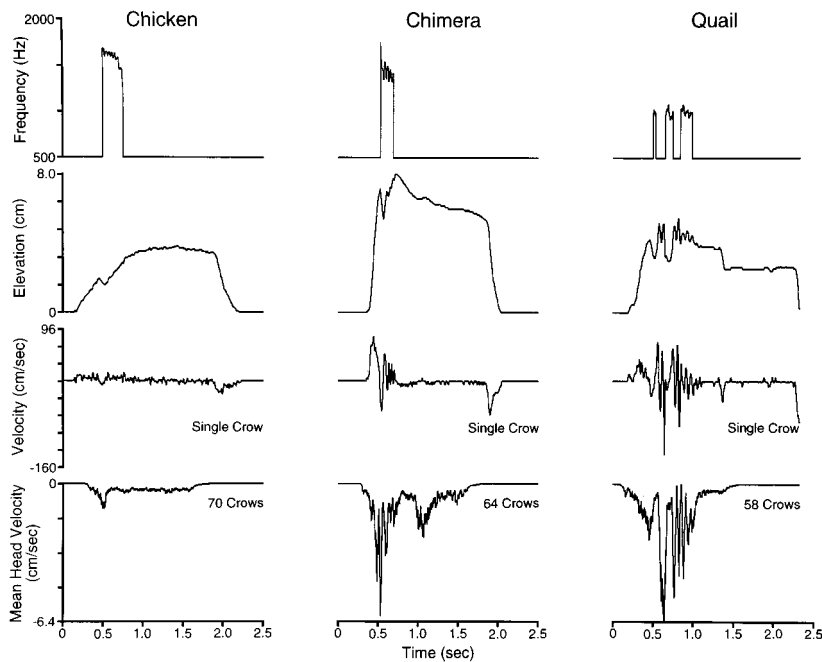 Chicken
Chimera
Quail
2000
Frequency (Hz)
500
8.0
Elevation (cm)
0
96
Velocity (cm/sec)
-160
Single Crow
Single Crow
Single Crow
0
Mean Head Velocity
(cm/sec)
-6.4
70 Crows
64 Crows
58 Crows
0 0.5 1.0 1.5 2.0 2.5
0 0.5 1.0 1.5 2.0 2.5
0 0.5 1.0 1.5 2.0 2.5
Time (sec)